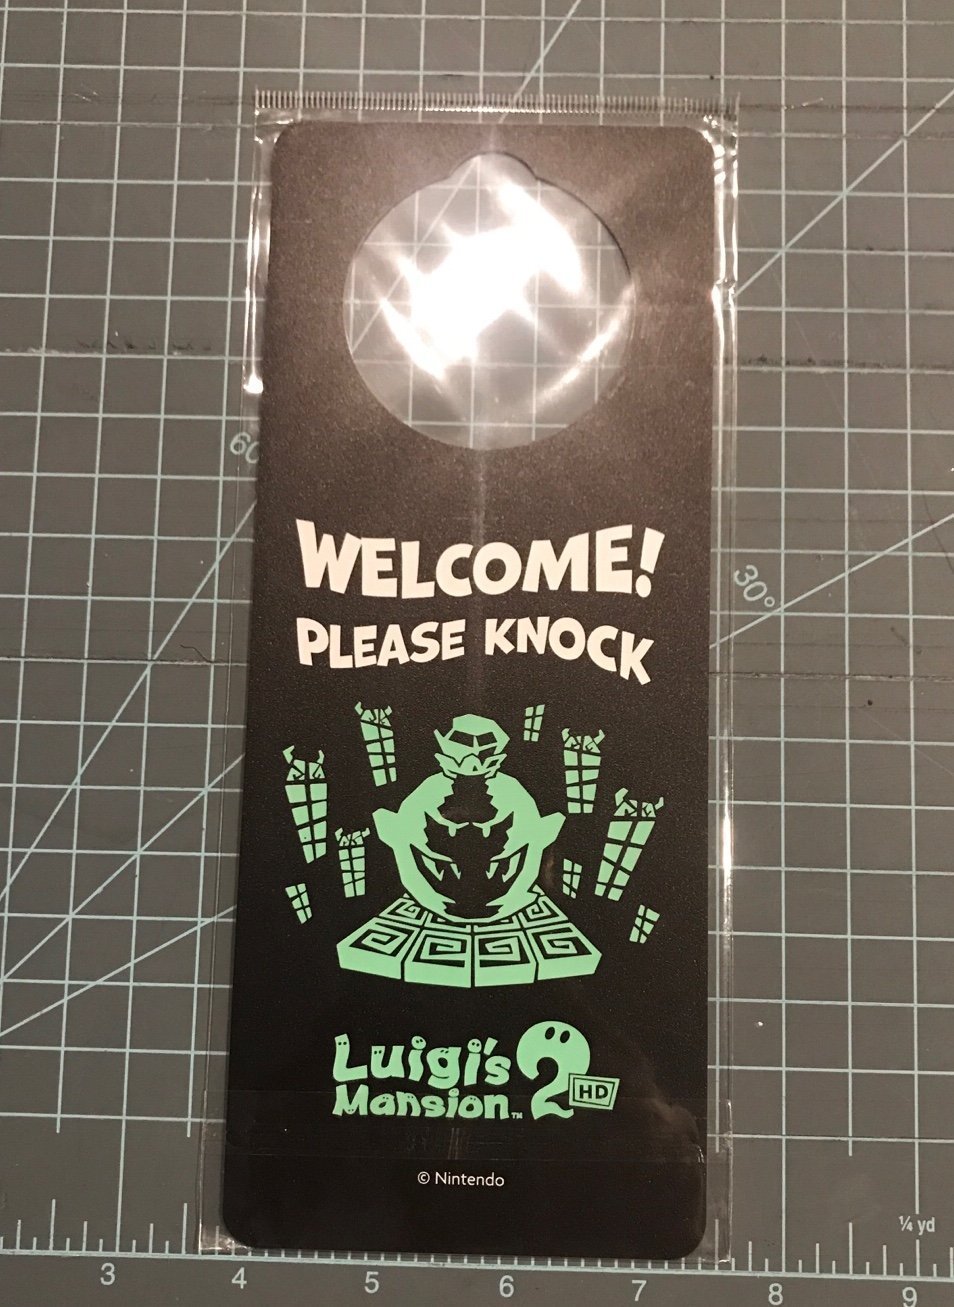 60
WELCOME!
30°
PLEASE KNOCK
Luigi's
Mansion™
2
HD
© Nintendo
¼ yd
3 4 5 6 7 8 9